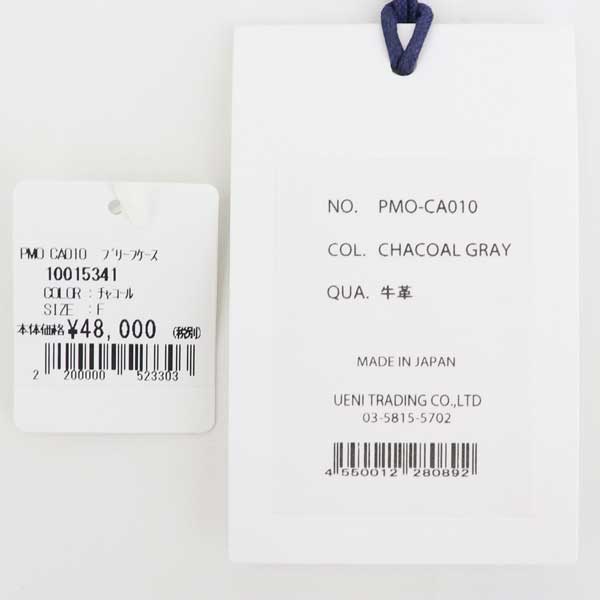 PMO CA010 ブリーフケース
10015341
COLOR : チャコール
SIZE : F
本体価格 ¥48,000 (税別)
2 200000 523303
NO. PMO-CA010
COL. CHACOAL GRAY
QUA. 牛革
MADE IN JAPAN
UENI TRADING CO.,LTD
03-5815-5702
4 560012 280892